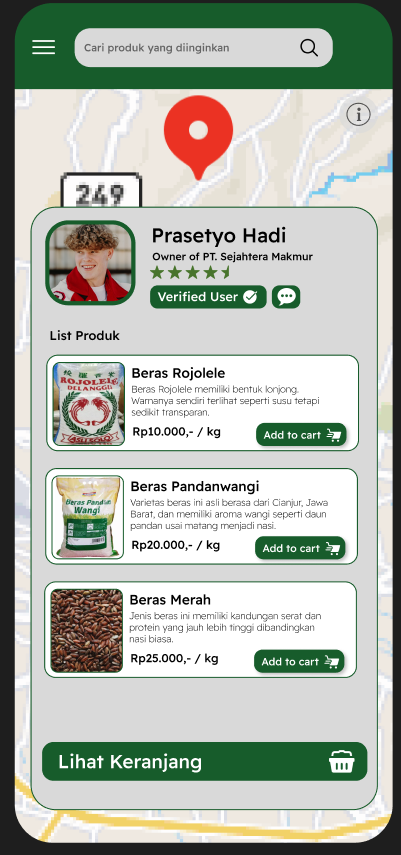 Cari produk yang diinginkan
249
Prasetyo Hadi
Owner of PT. Sejahtera Makmur
Verified User
List Produk
ROJOLELE
DELANGGU
Beras Rojolele
Beras Rojolele memiliki bentuk lonjong.
Warnanya sendiri terlihat seperti susu tetapi
sedikit transparan.
Rp10.000,- / kg
Add to cart
Beras Pandan
Wangi
Beras Pandanwangi
Varietas beras ini asli berasa dari Cianjur, Jawa
Barat, dan memiliki aroma wangi seperti daun
pandan usai matang menjadi nasi.
Rp20.000,- / kg
Add to cart
Beras Merah
Jenis beras ini memiliki kandungan serat dan
protein yang jauh lebih tinggi dibandingkan
nasi biasa.
Rp25.000,- / kg
Add to cart
Lihat Keranjang